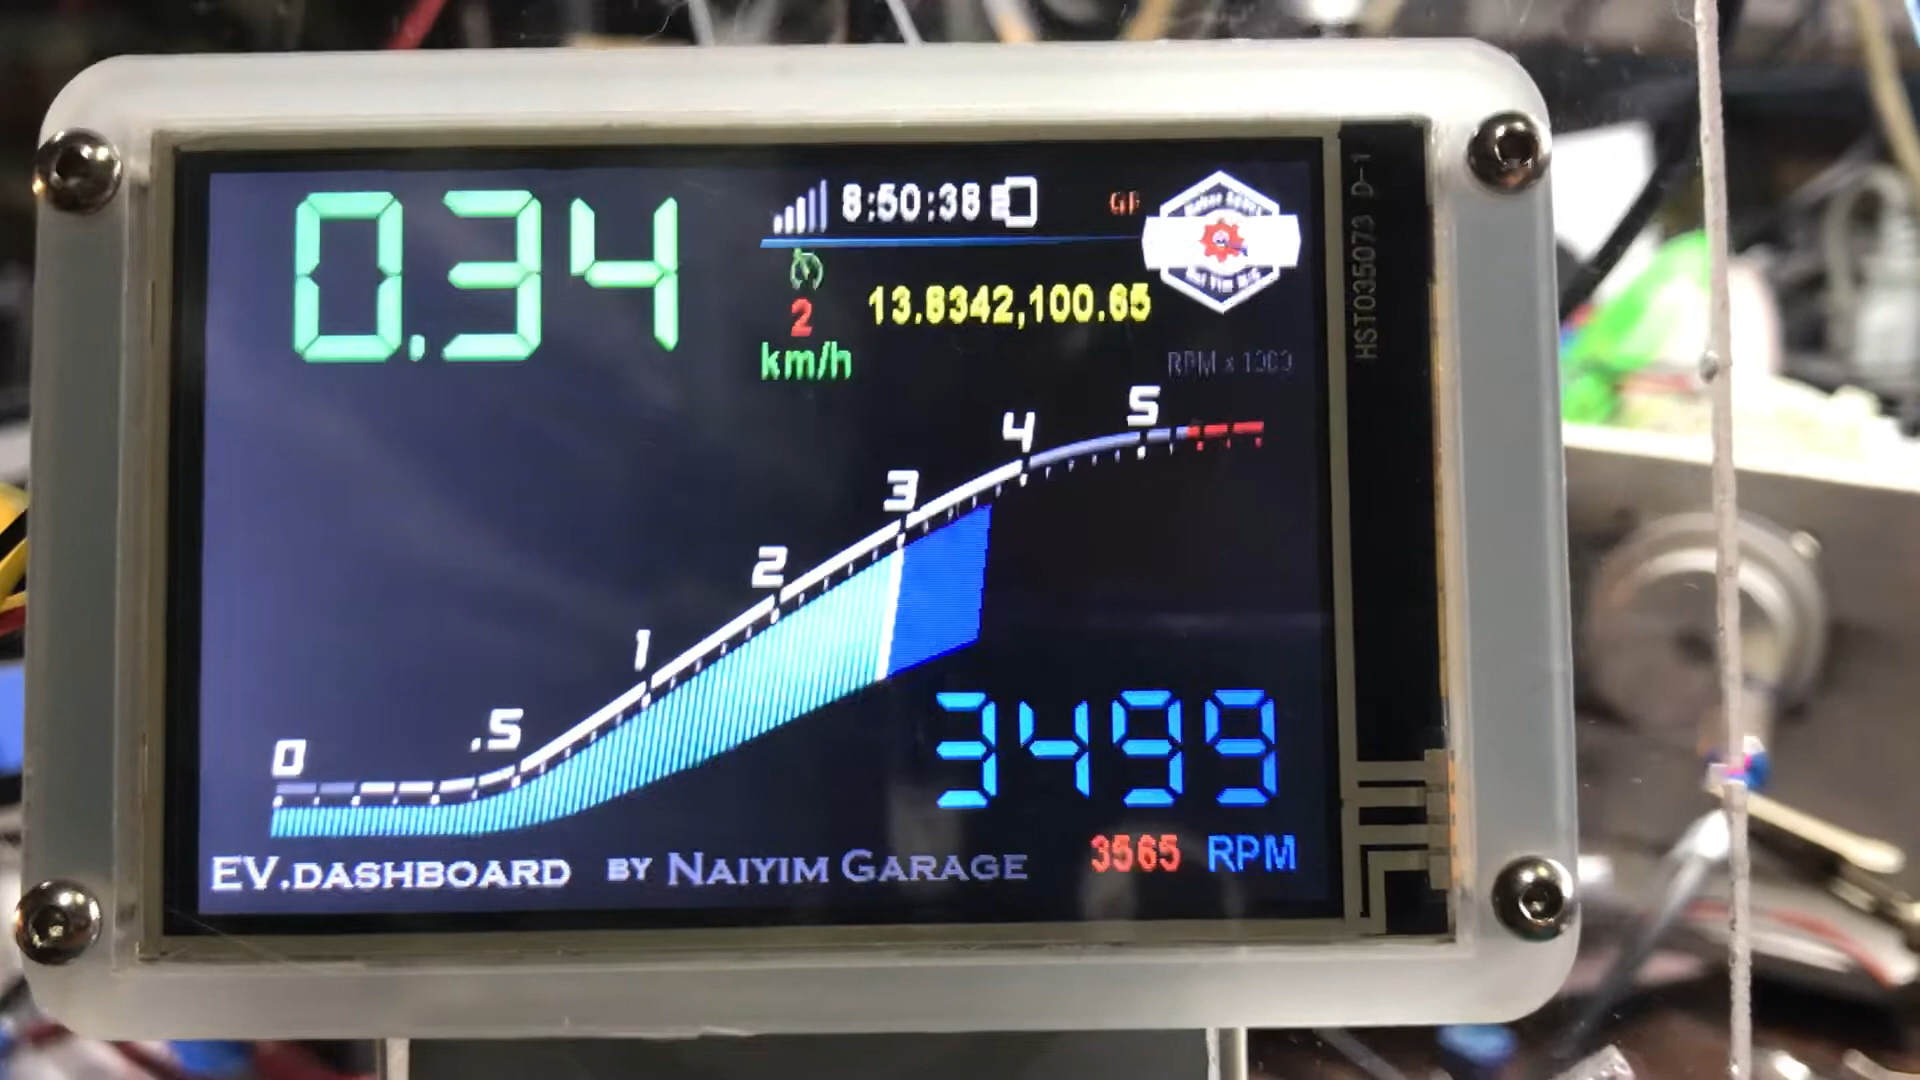 0.34
8:50:38
GP
2
13.8342,100.65
km/h
RPM x 1000
5
4
3
2
1
.5
0
3499
3565 RPM
EV.DASHBOARD BY NAIYIM GARAGE
HST035073 D-1